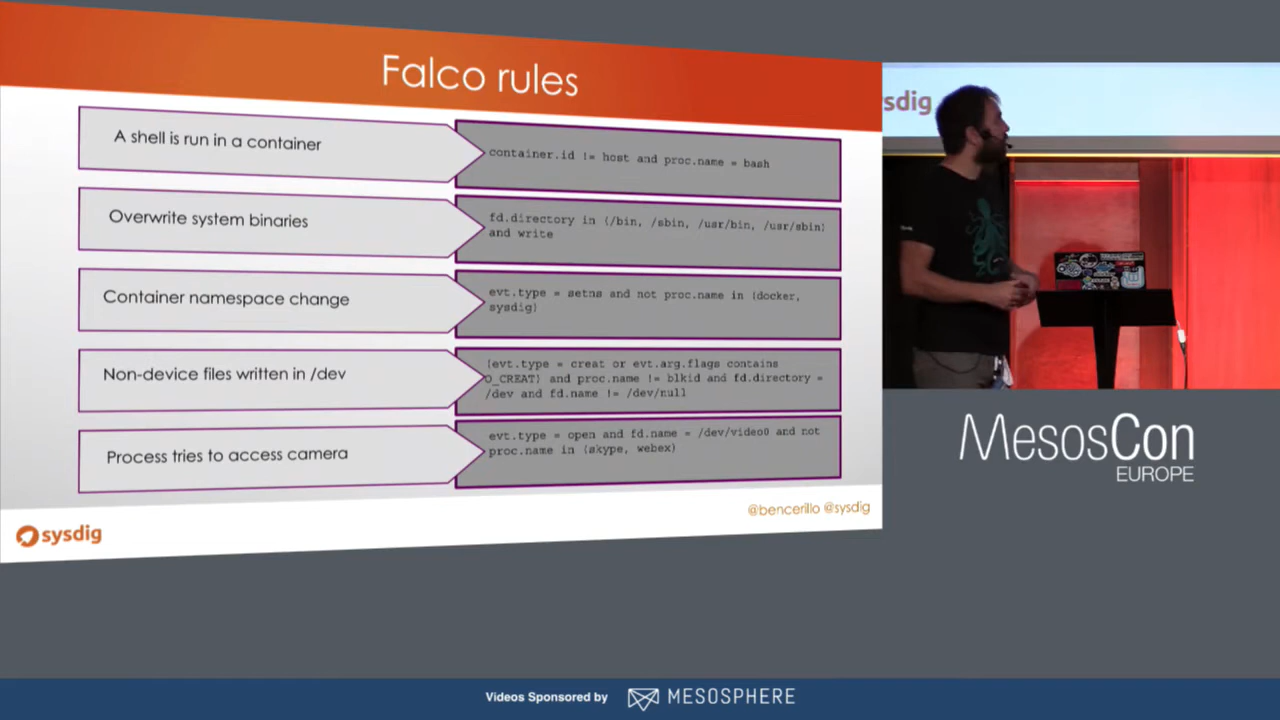 Falco rules
A shell is run in a container
container.id != host and proc.name = bash
Overwrite system binaries
fd.directory in (/bin, /sbin, /usr/bin, /usr/sbin)
and write
Container namespace change
evt.type = setns and not proc.name in (docker,
sysdig)
Non-device files written in /dev
(evt.type = creat or evt.arg.flags contains
O_CREAT) and proc.name != blkid and fd.directory =
/dev and fd.name != /dev/null
Process tries to access camera
evt.type = open and fd.name = /dev/video0 and not
proc.name in (skype, webex)
@bencerillo @sysdig
sysdig
sdig
MesosCon
EUROPE
Videos Sponsored by MESOSPHERE